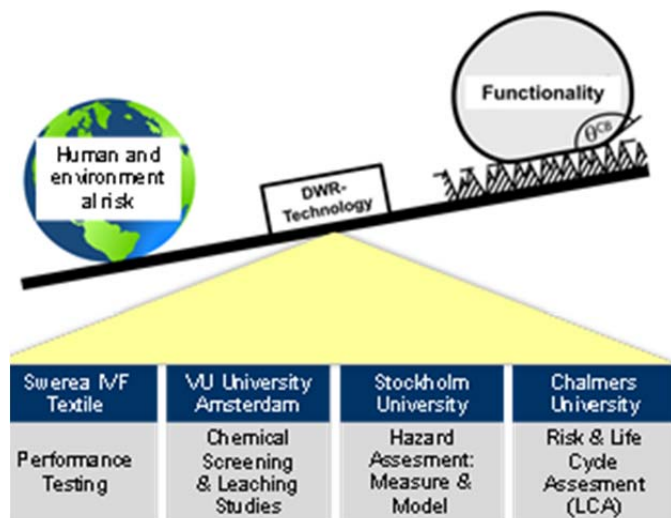 Functionality
θCB
Human and
environment
al risk
DWR-
Technology
Swerea IVF
Textile
VU University
Amsterdam
Stockholm
University
Chalmers
University
Performance
Testing
Chemical
Screening
& Leaching
Studies
Hazard
Assesment:
Measure &
Model
Risk & Life
Cycle
Assesment
(LCA)